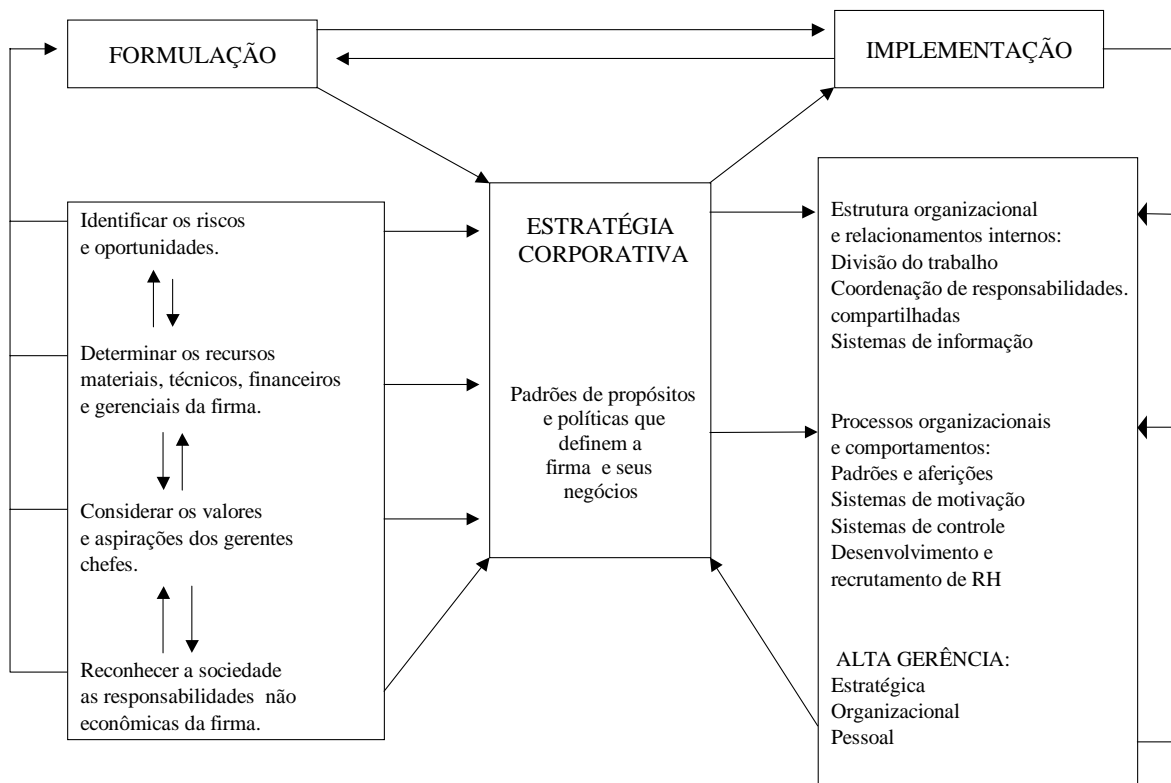 FORMULAÇÃO
IMPLEMENTAÇÃO
Identificar os riscos
e oportunidades.
Determinar os recursos
materiais, técnicos, financeiros
e gerenciais da firma.
Considerar os valores
e aspirações dos gerentes
chefes.
Reconhecer a sociedade
as responsabilidades não
econômicas da firma.
ESTRATÉGIA
CORPORATIVA
Padrões de propósitos
e políticas que
definem a
firma e seus
negócios
Estrutura organizacional
e relacionamentos internos:
Divisão do trabalho
Coordenação de responsabilidades.
compartilhadas
Sistemas de informação
Processos organizacionais
e comportamentos:
Padrões e aferições
Sistemas de motivação
Sistemas de controle
Desenvolvimento e
recrutamento de RH
ALTA GERÊNCIA:
Estratégica
Organizacional
Pessoal